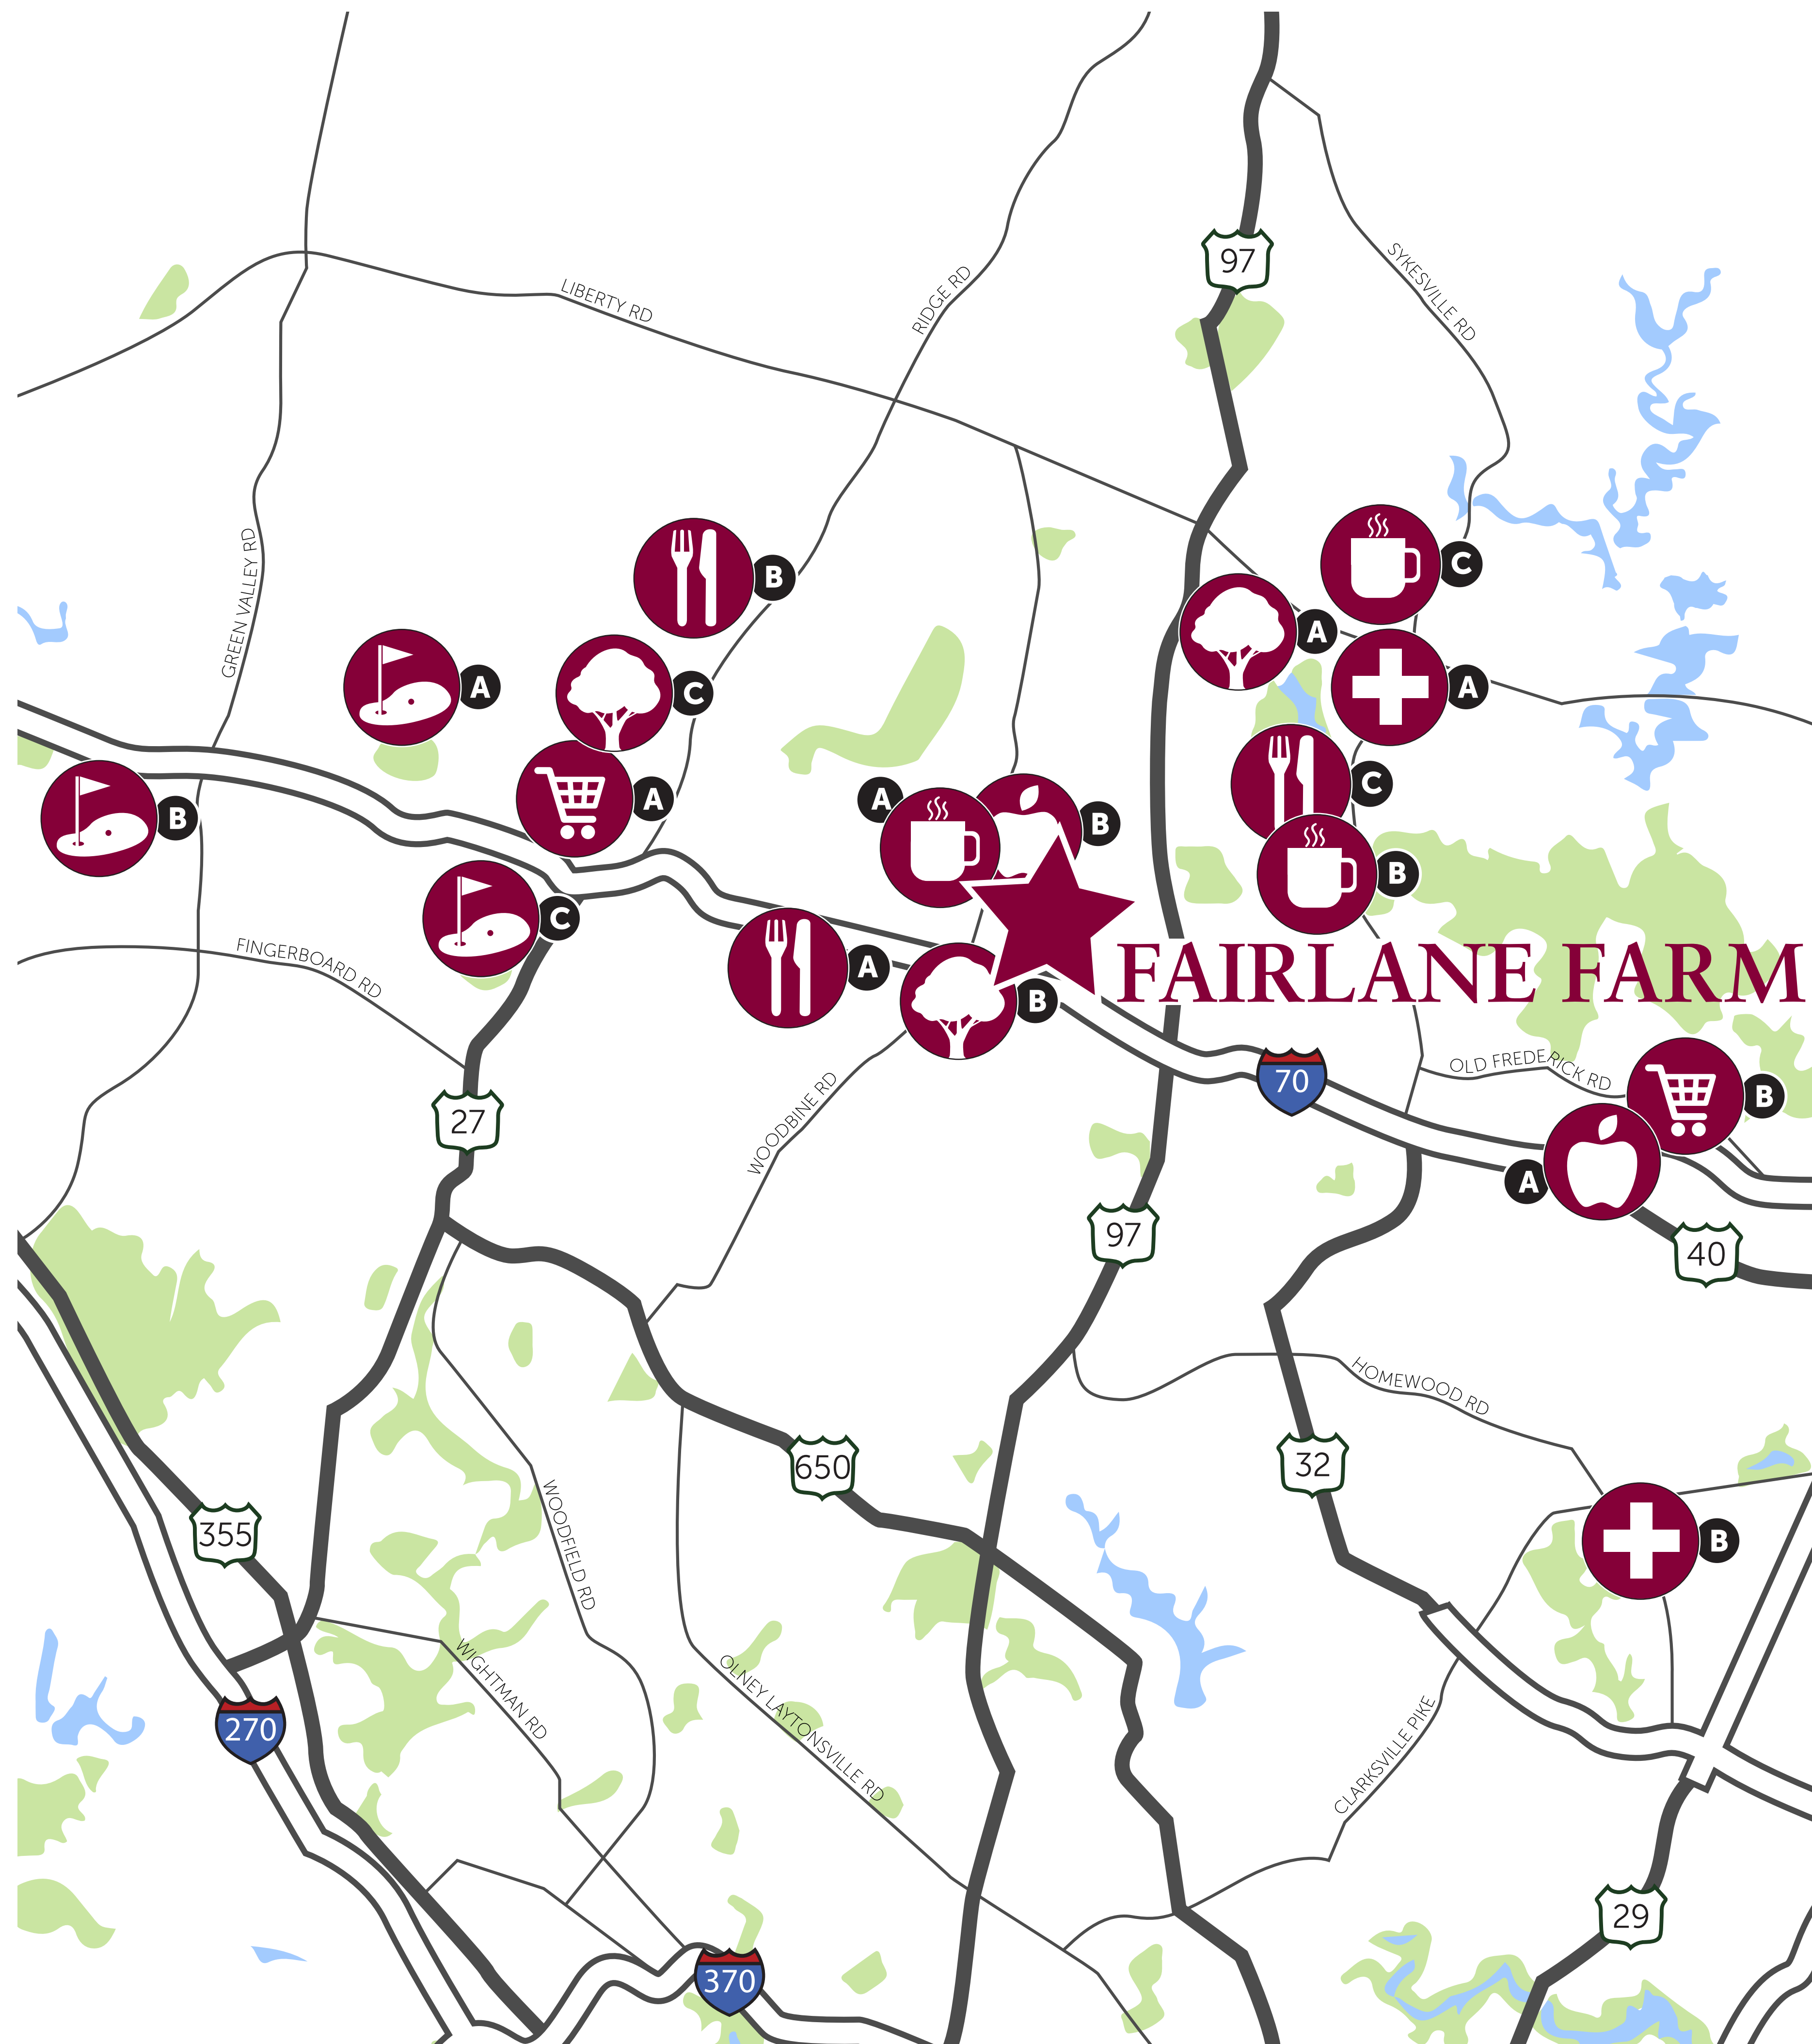 97
SYKESVILLE RD
RIDGE RD
LIBERTY RD
GREEN VALLEY RD
B
C
A
A
C
A
A
C
A
B
B
A
B
C
C
A
B
B
FAIRLANE FARM
FINGERBOARD RD
70
OLD FREDERICK RD
B
A
27
WOODBINE RD
97
40
HOMEWOOD RD
650
32
355
WOODFIELD RD
B
WIGHTMAN RD
OLNEY LAYTONSVILLE RD
270
CLARKSVILLE PIKE
29
370